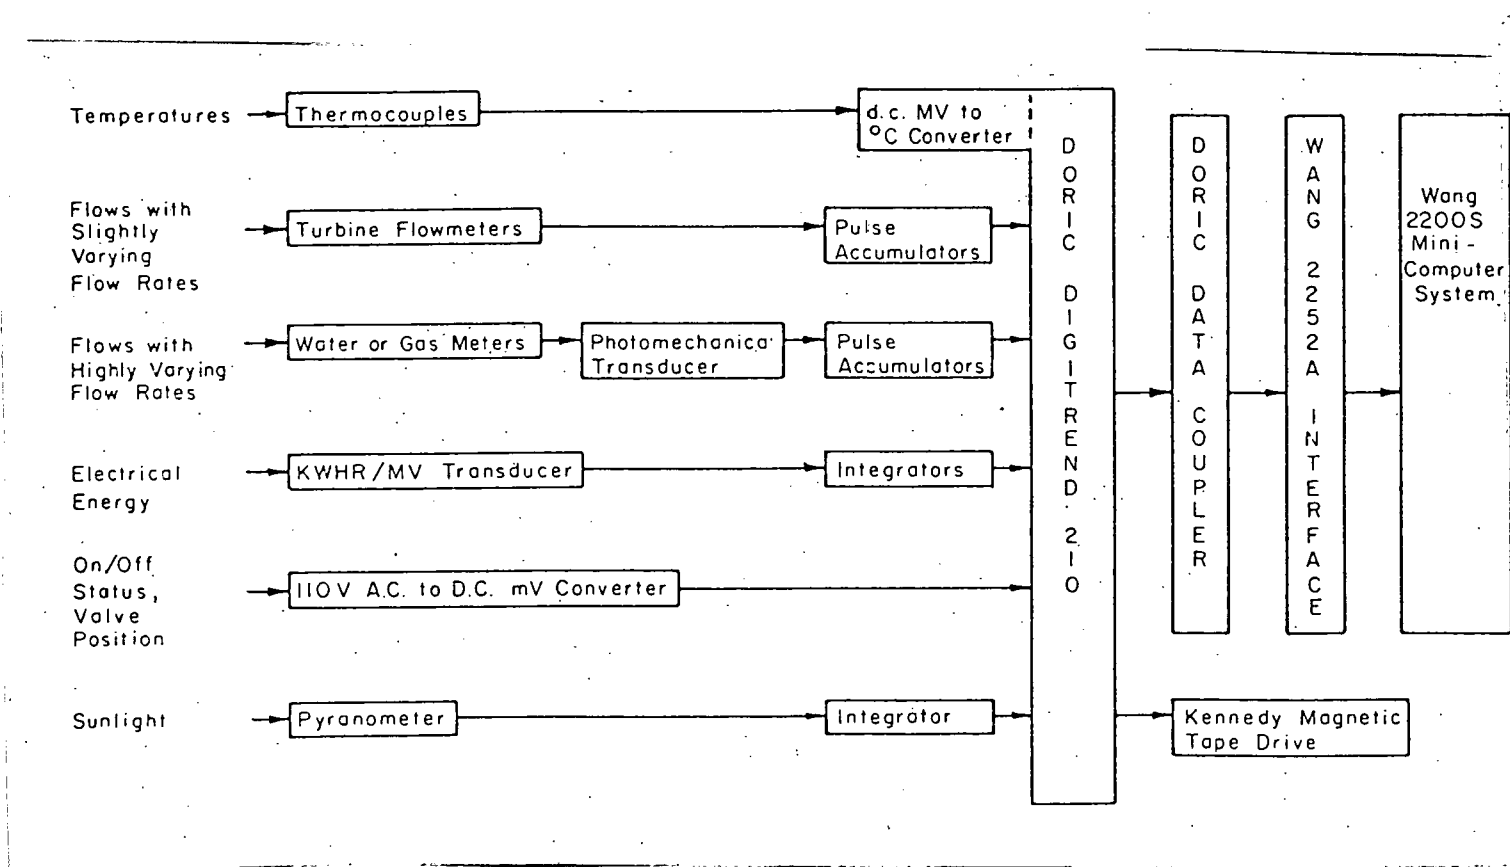 Temperatures
Thermocouples
d.c. MV to
°C Converter
Flows with
Slightly
Varying
Flow Rates
Turbine Flowmeters
Pulse
Accumulators
Flows with
Highly Varying
Flow Rates
Water or Gas Meters
Photomechanica
Transducer
Pulse
Accumulators
Electrical
Energy
KWHR/MV Transducer
Integrators
On/Off
Status,
Valve
Position
110V A.C. to D.C. mV Converter
Sunlight
Pyranometer
Integrator
DORIC DIGITREND 210
DORIC DATA COUPLER
WANG 2252A INTERFACE
Wang
2200S
Mini-
Computer
System
Kennedy Magnetic
Tape Drive